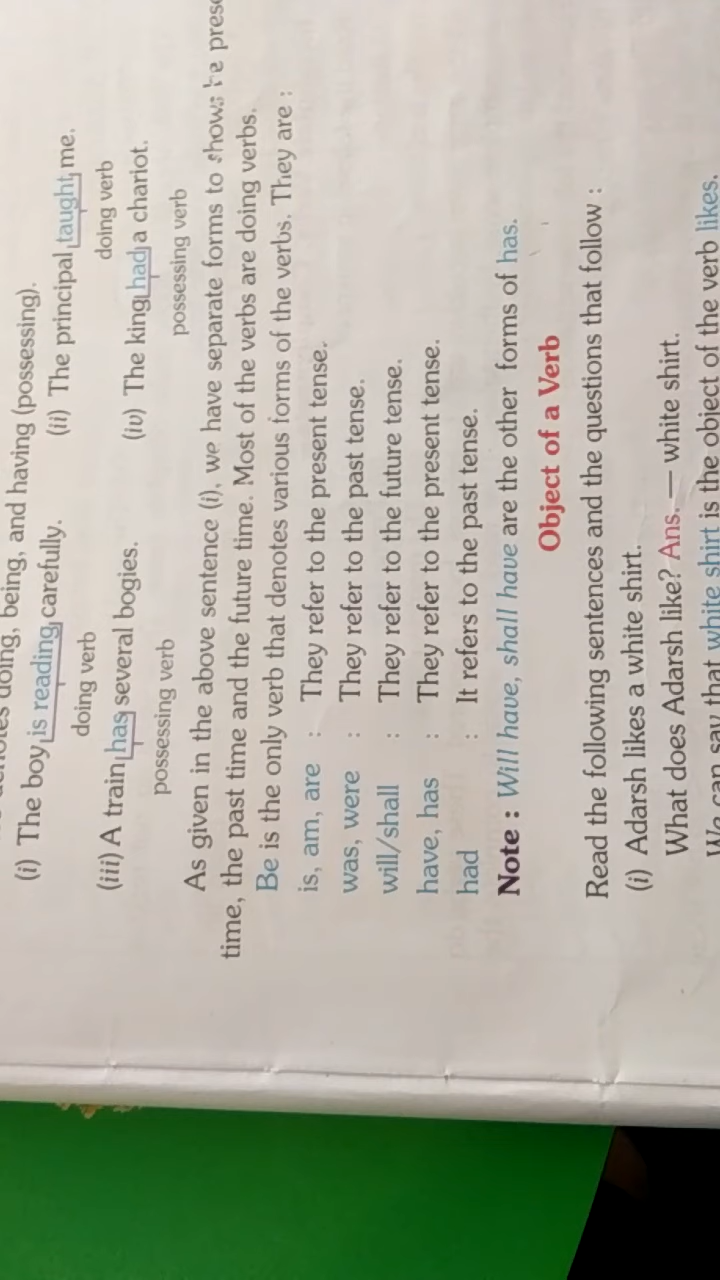 doing, being, and having (possessing).
(i) The boy is reading carefully. (ii) The principal taught me.
doing verb doing verb
(iii) A train has several bogies. (iv) The king had a chariot.
possessing verb possessing verb
As given in the above sentence (i), we have separate forms to show
time, the past time and the future time. Most of the verbs are doing verbs.
Be is the only verb that denotes various forms of the verbs. They are :
is, am, are : They refer to the present tense.
was, were : They refer to the past tense.
will/shall : They refer to the future tense.
have, has : They refer to the present tense.
had : It refers to the past tense.
Note : Will have, shall have are the other forms of has.
Object of a Verb
Read the following sentences and the questions that follow :
(i) Adarsh likes a white shirt.
What does Adarsh like? Ans. — white shirt.
We can say that white shirt is the object of the verb likes.